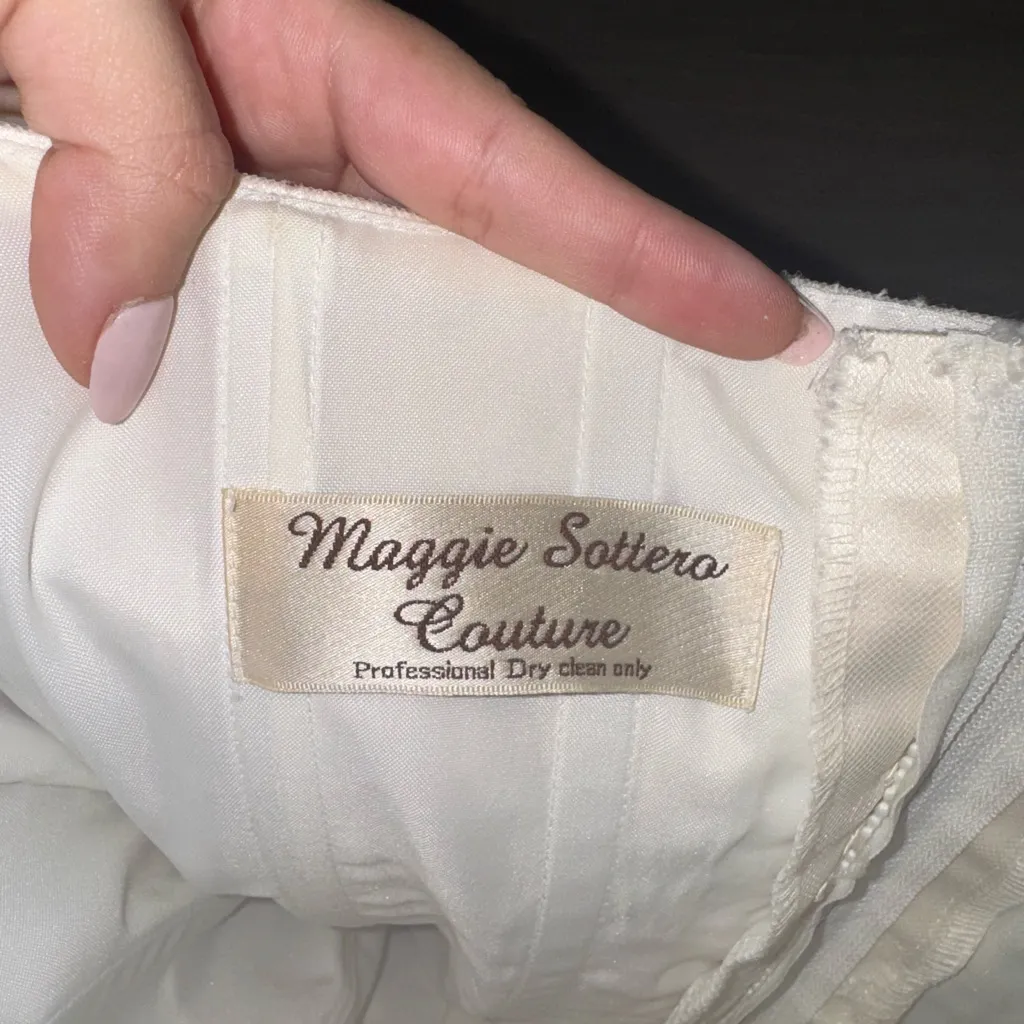 Maggie Sottero
Couture
Professional Dry clean only